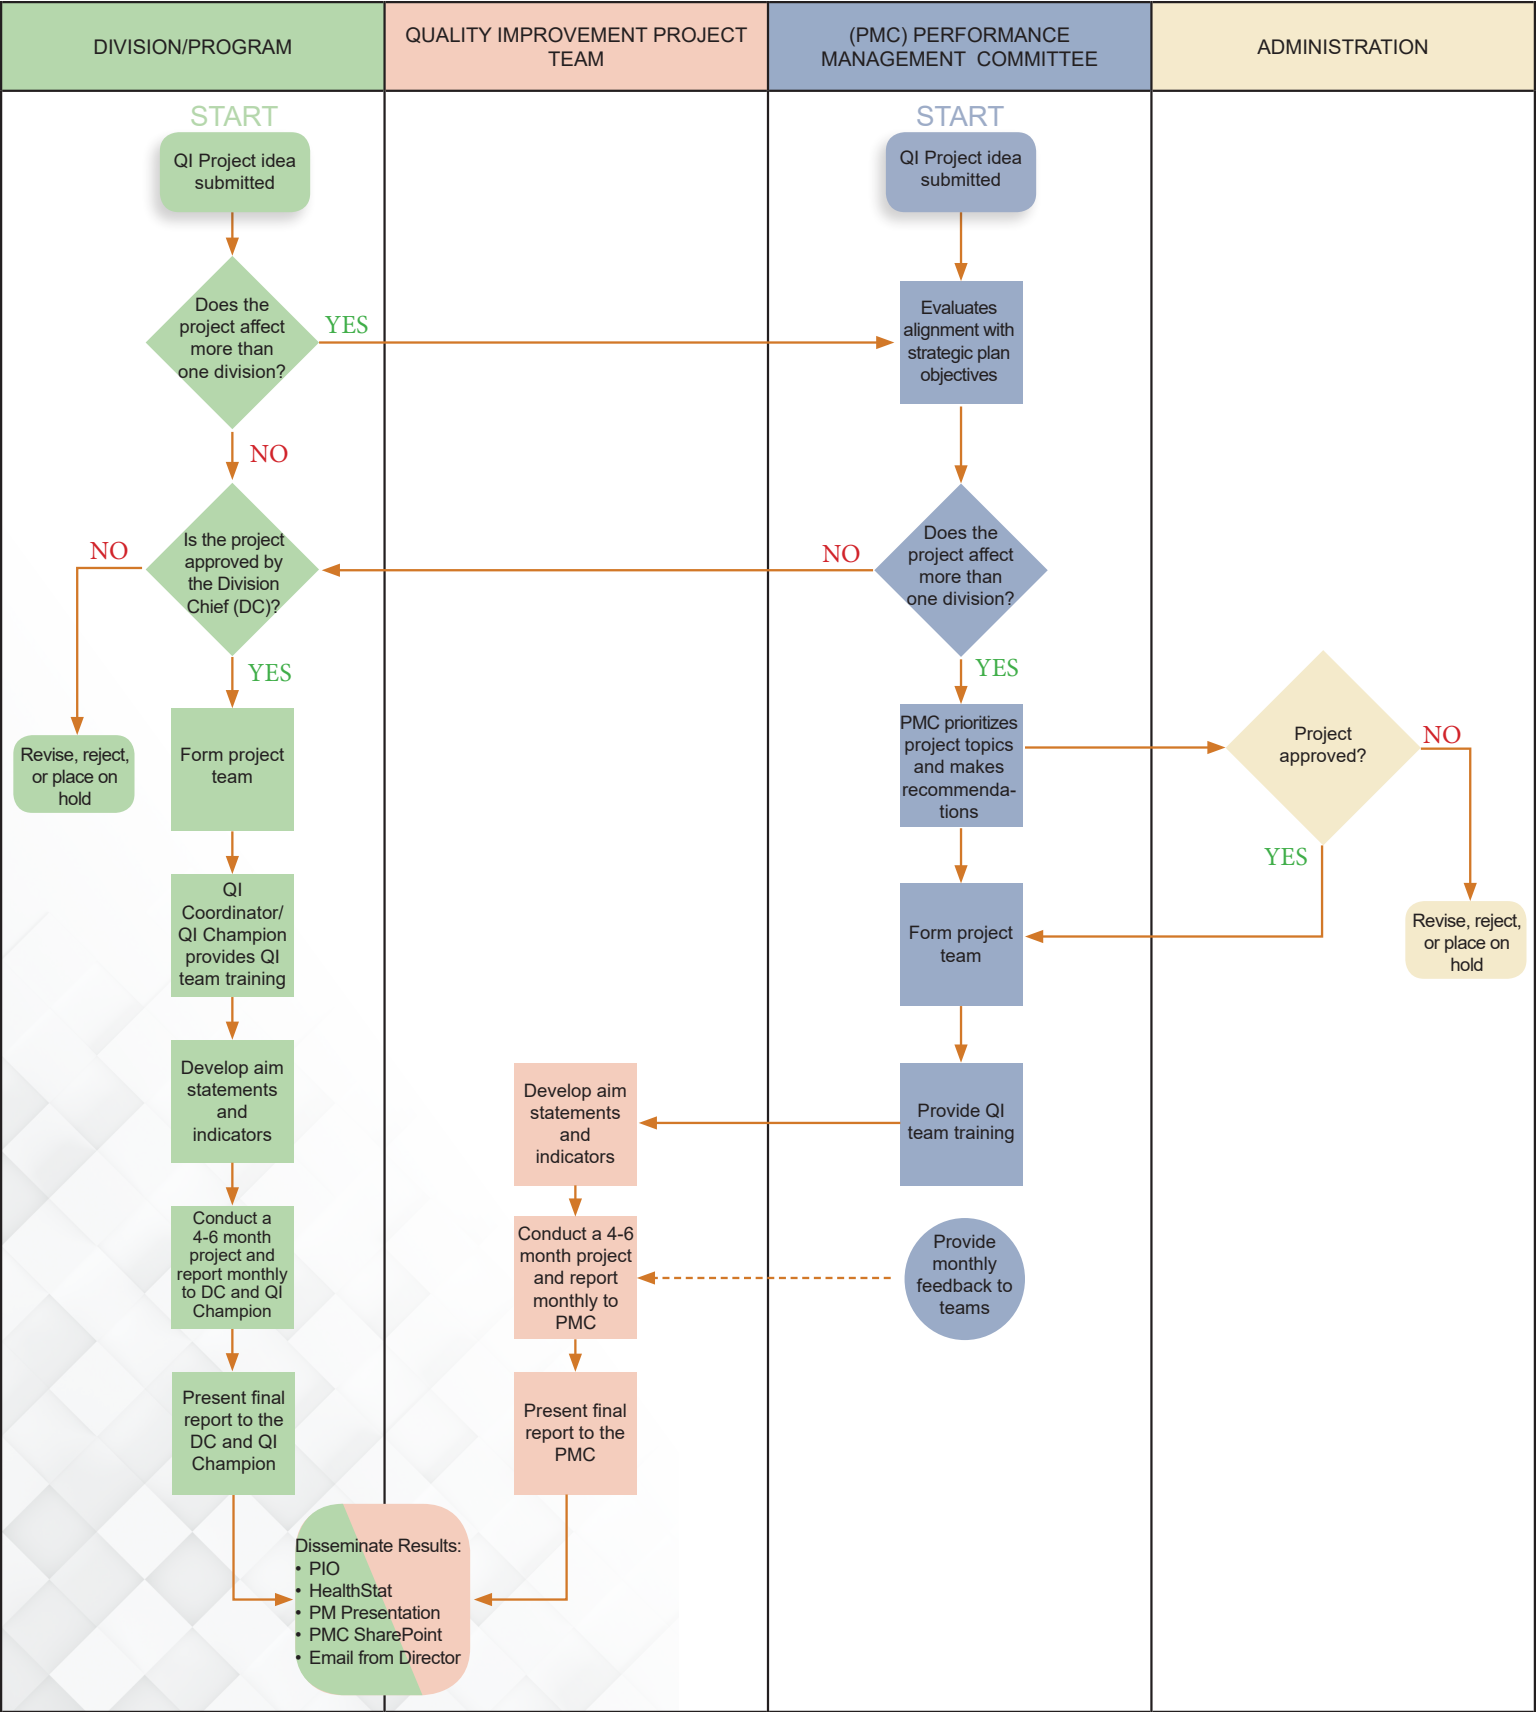 DIVISION/PROGRAM
QUALITY IMPROVEMENT PROJECT
TEAM
(PMC) PERFORMANCE
MANAGEMENT COMMITTEE
ADMINISTRATION
START
QI Project idea
submitted
START
QI Project idea
submitted
Does the
project affect
more than
one division?
YES
Evaluates
alignment with
strategic plan
objectives
NO
Is the project
approved by
the Division
Chief (DC)?
NO
NO
Does the
project affect
more than
one division?
YES
YES
Revise, reject,
or place on
hold
Form project
team
PMC prioritizes
project topics
and makes
recommenda-
tions
Project
approved?
NO
YES
QI
Coordinator/
QI Champion
provides QI
team training
Form project
team
Revise, reject,
or place on
hold
Develop aim
statements
and
indicators
Develop aim
statements
and
indicators
Provide QI
team training
Conduct a
4-6 month
project and
report monthly
to DC and QI
Champion
Conduct a 4-6
month project
and report
monthly to
PMC
Provide
monthly
feedback to
teams
Present final
report to the
DC and QI
Champion
Present final
report to the
PMC
Disseminate Results:
• PIO
• HealthStat
• PM Presentation
• PMC SharePoint
• Email from Director